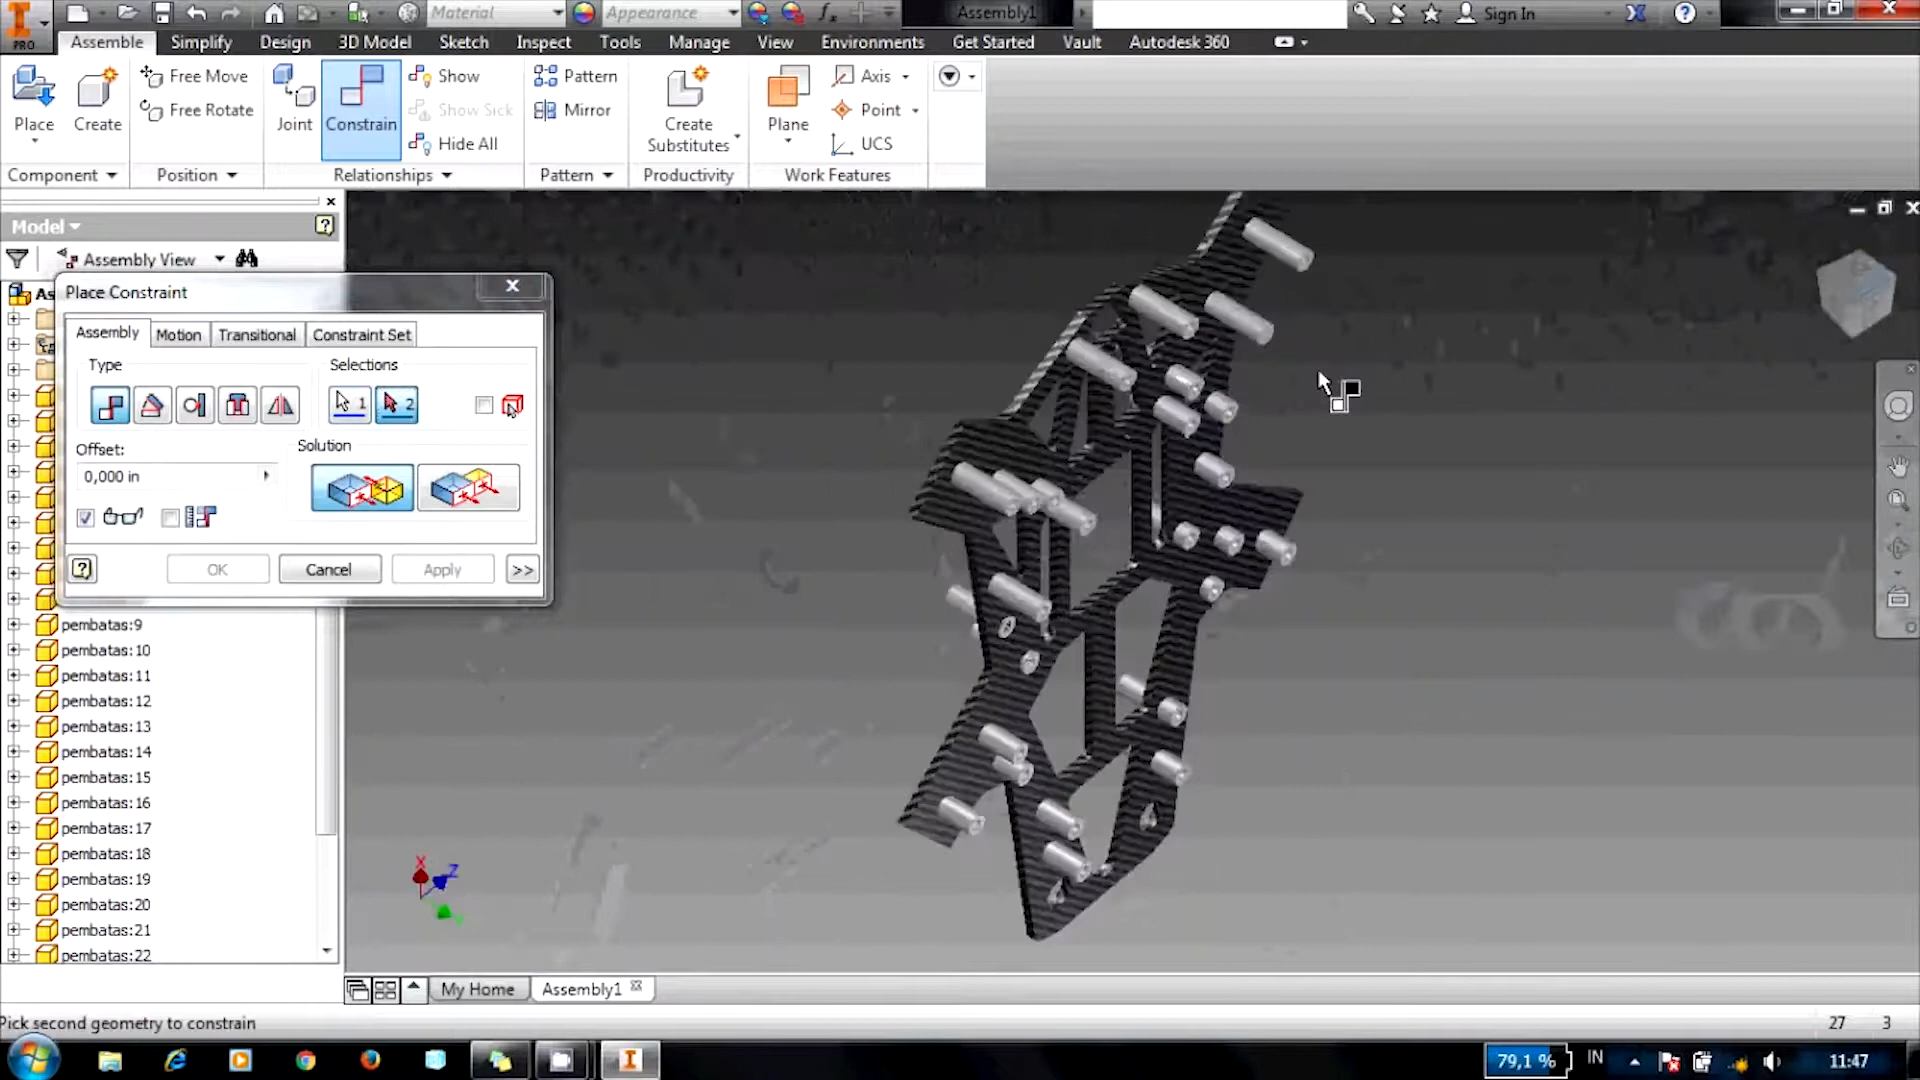 Material
Appearance
Assembly1
Sign In
PRO
Assemble
Simplify
Design
3D Model
Sketch
Inspect
Tools
Manage
View
Environments
Get Started
Vault
Autodesk 360
Place
Create
Free Move
Free Rotate
Joint
Constrain
Show
Show Sick
Hide All
Pattern
Mirror
Create
Substitutes
Plane
Axis
Point
UCS
Component
Position
Relationships
Pattern
Productivity
Work Features
Model
Assembly View
As
Place Constraint
Assembly
Motion
Transitional
Constraint Set
Type
Selections
1
2
Offset:
0,000 in
Solution
OK
Cancel
Apply
>>
pembatas:9
pembatas:10
pembatas:11
pembatas:12
pembatas:13
pembatas:14
pembatas:15
pembatas:16
pembatas:17
pembatas:18
pembatas:19
pembatas:20
pembatas:21
pembatas:22
X
Z
My Home
Assembly1
Pick second geometry to constrain
27
3
79,1 %
IN
11:47